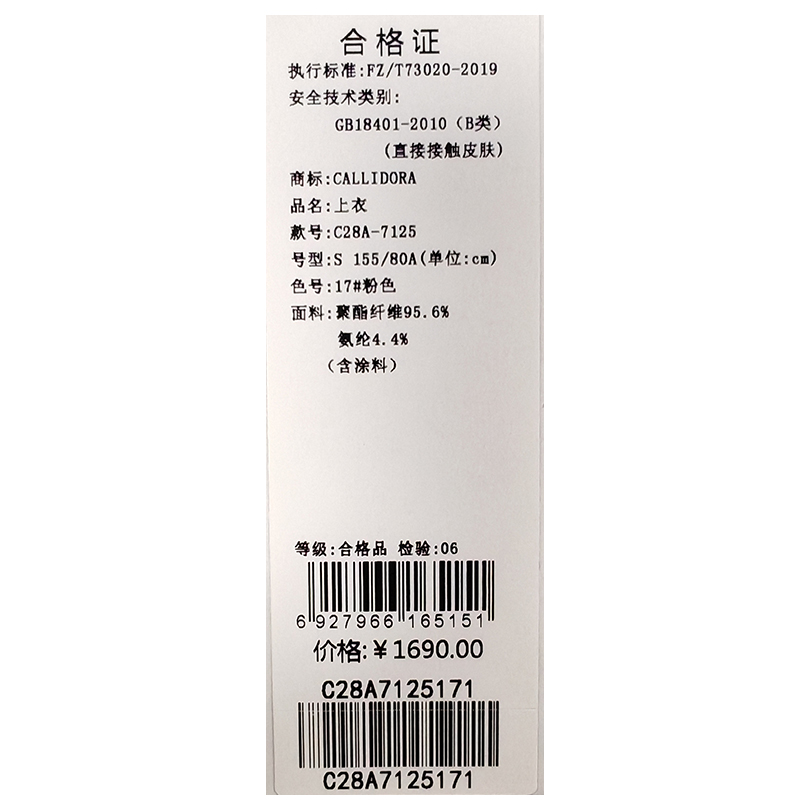 合格证
执行标准:FZ/T73020-2019
安全技术类别:
GB18401-2010（B类）
(直接接触皮肤)
商标:CALLIDORA
品名:上衣
款号:C28A-7125
号型:S 155/80A(单位:cm)
色号:17#粉色
面料:聚酯纤维95.6%
氨纶4.4%
（含涂料）
等级:合格品 检验:06
6 927966 165151
价格:￥1690.00
C28A7125171
C28A7125171